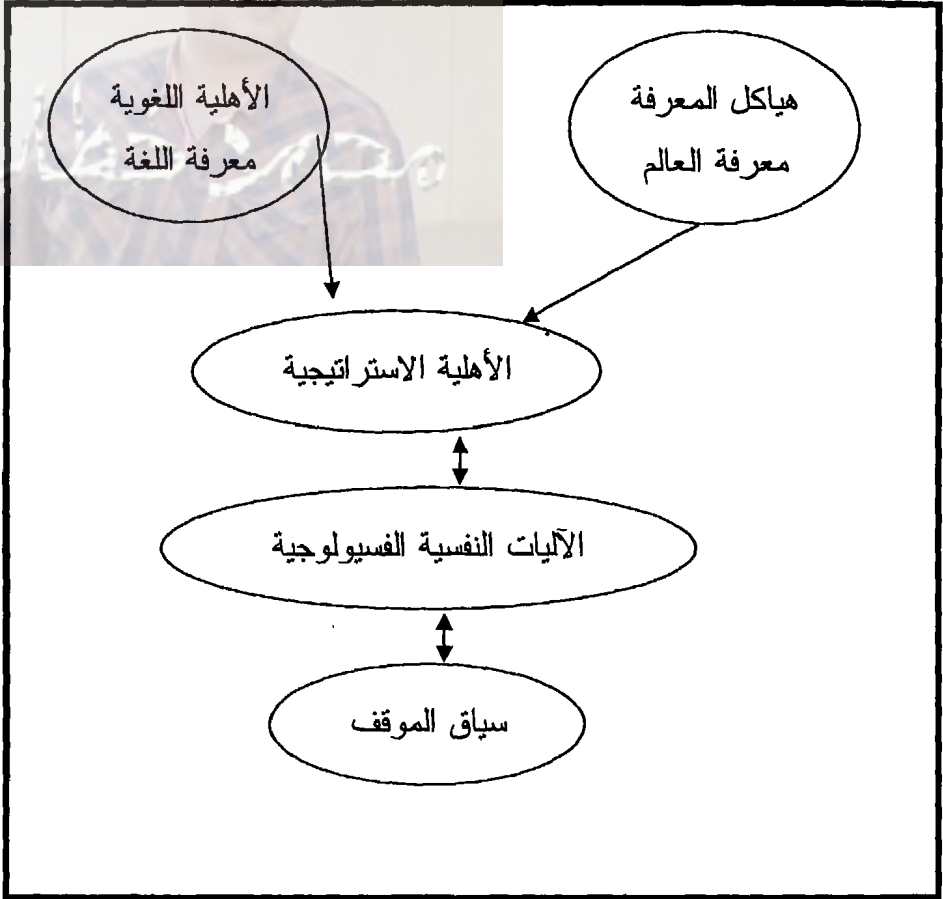 هياكل المعرفة
معرفة العالم
الأهلية اللغوية
معرفة اللغة
الأهلية الاستراتيجية
الآليات النفسية الفسيولوجية
سياق الموقف